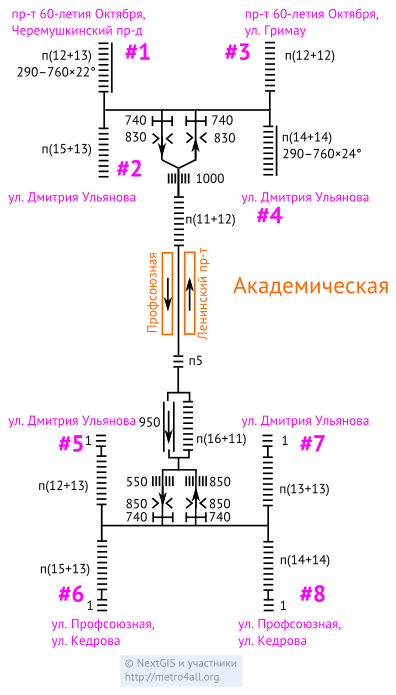 пр-т 60-летия Октября,
Черемушкинский пр-д
#1
пр-т 60-летия Октября,
ул. Гримау
#3
п(12+13)
290–760×22°
п(12+12)
740
740
830
830
п(15+13)
#2
ул. Дмитрия Ульянова
п(14+14)
290–760×24°
ул. Дмитрия Ульянова
#4
1000
п(11+12)
Профсоюзная
Ленинский пр-т
Академическая
п5
950
п(16+11)
ул. Дмитрия Ульянова
#5
1
ул. Дмитрия Ульянова
1
#7
п(12+13)
550
850
п(13+13)
850
850
740
740
п(15+13)
#6
1
п(14+14)
#8
1
ул. Профсоюзная,
ул. Кедрова
ул. Профсоюзная,
ул. Кедрова
© NextGIS и участники
http://metro4all.org